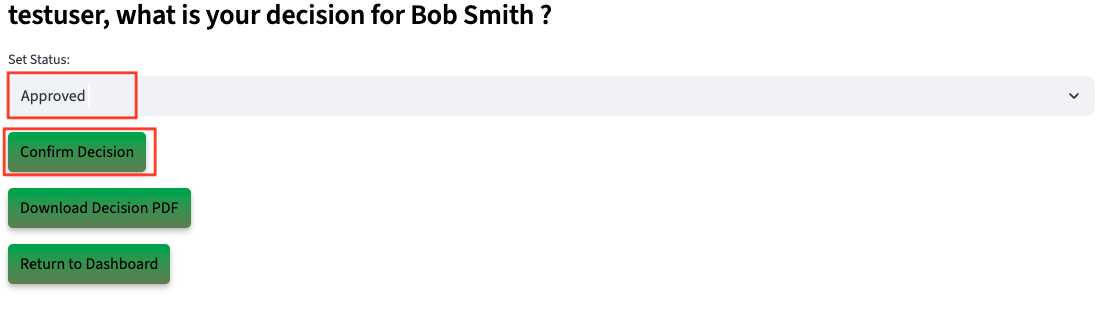 testuser, what is your decision for Bob Smith ?
Set Status:
Approved
Confirm Decision
Download Decision PDF
Return to Dashboard